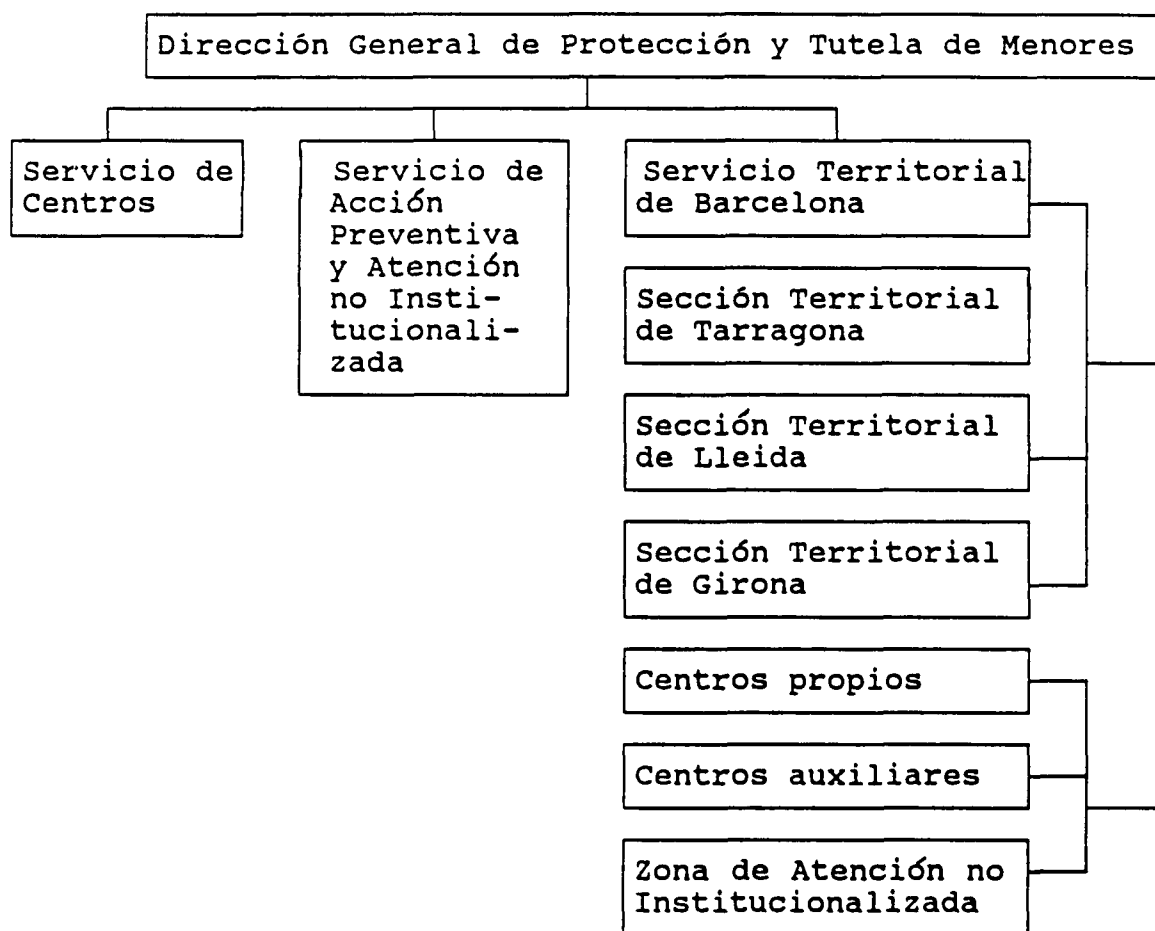 Dirección General de Protección y Tutela de Menores
Servicio de
Centros
Servicio de
Acción
Preventiva
y Atención
no Insti-
tucionali-
zada
Servicio Territorial
de Barcelona
Sección Territorial
de Tarragona
Sección Territorial
de Lleida
Sección Territorial
de Girona
Centros propios
Centros auxiliares
Zona de Atención no
Institucionalizada